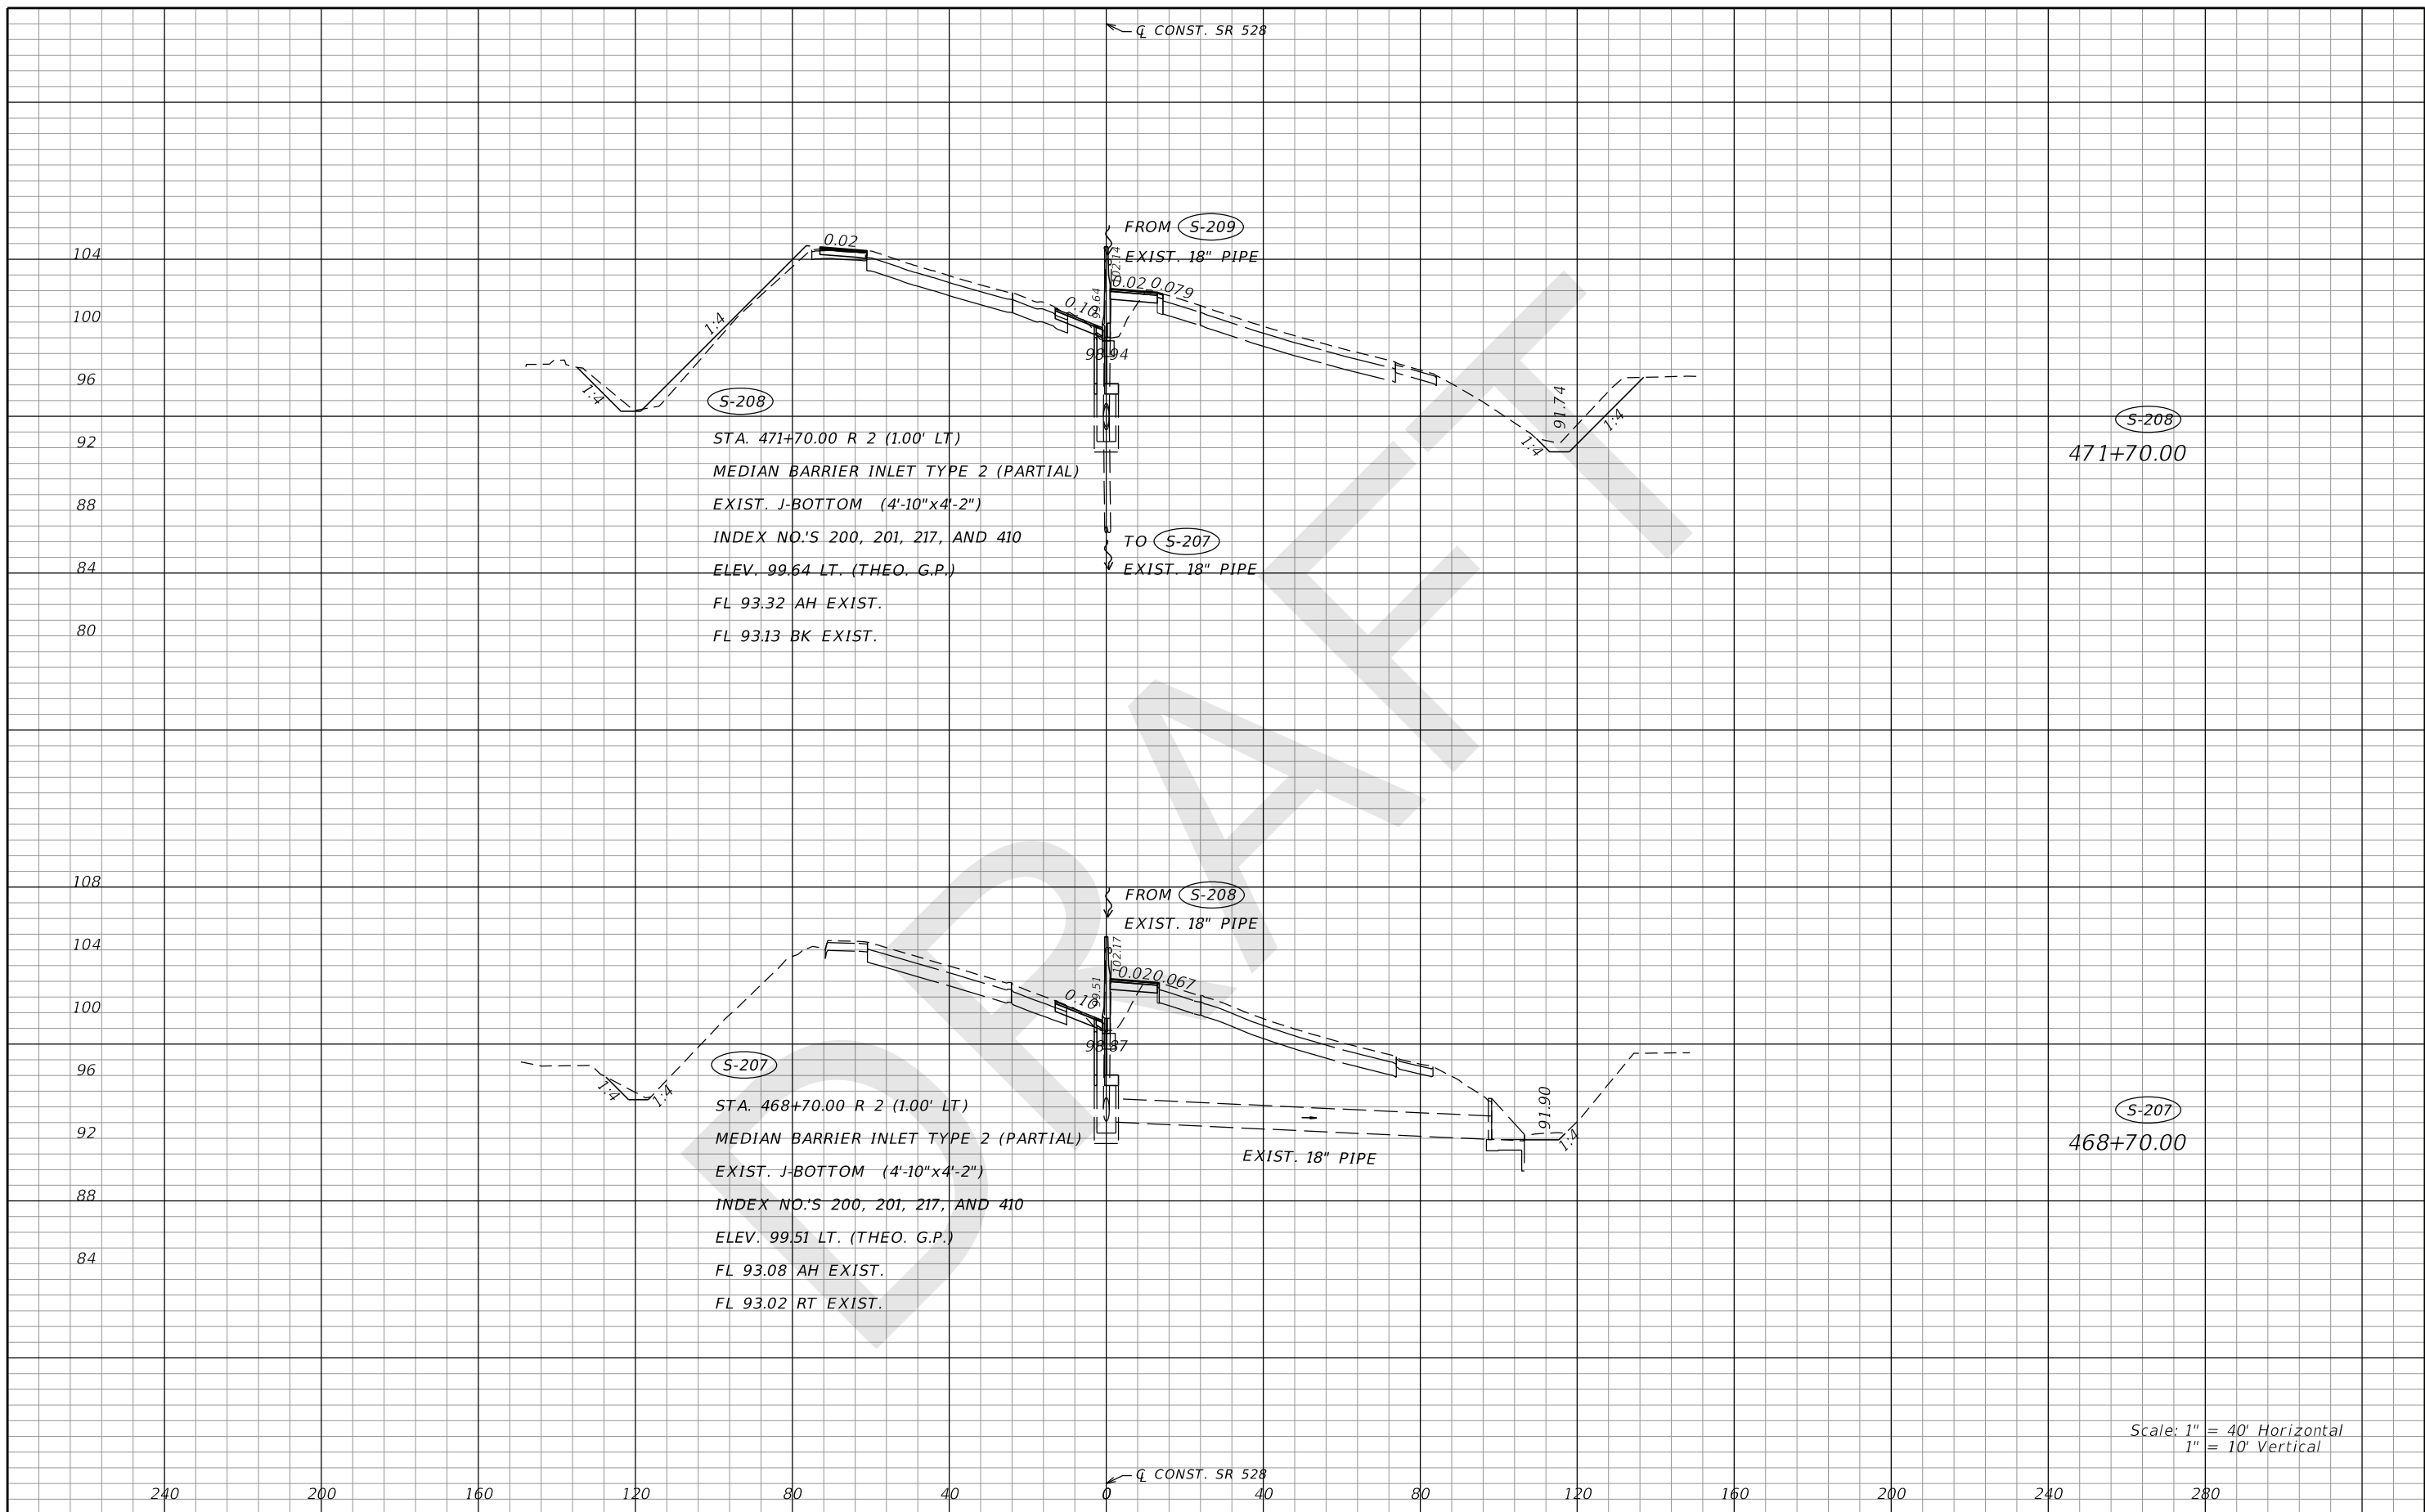 ℄ CONST. SR 528
FROM S-209
EXIST. 18" PIPE
104
100
96
92
88
84
80
0.02
1:4
1:4
0.10
99.64
102.14
0.02 0.079
98.94
91.74
1:4
1:4
S-208
STA. 471+70.00 R 2 (1.00' LT)
MEDIAN BARRIER INLET TYPE 2 (PARTIAL)
EXIST. J-BOTTOM (4'-10"x4'-2")
INDEX NO.'S 200, 201, 217, AND 410
ELEV. 99.64 LT. (THEO. G.P.)
FL 93.32 AH EXIST.
FL 93.13 BK EXIST.
TO S-207
EXIST. 18" PIPE
S-208
471+70.00
DRAFT
FROM S-208
EXIST. 18" PIPE
108
104
100
96
92
88
84
0.10
99.51
102.17
0.02 0.067
98.87
1:4
1:4
91.90
1:4
S-207
STA. 468+70.00 R 2 (1.00' LT)
MEDIAN BARRIER INLET TYPE 2 (PARTIAL)
EXIST. J-BOTTOM (4'-10"x4'-2")
INDEX NO.'S 200, 201, 217, AND 410
ELEV. 99.51 LT. (THEO. G.P.)
FL 93.08 AH EXIST.
FL 93.02 RT EXIST.
EXIST. 18" PIPE
S-207
468+70.00
Scale: 1" = 40' Horizontal
1" = 10' Vertical
℄ CONST. SR 528
240 200 160 120 80 40 0 40 80 120 160 200 240 280